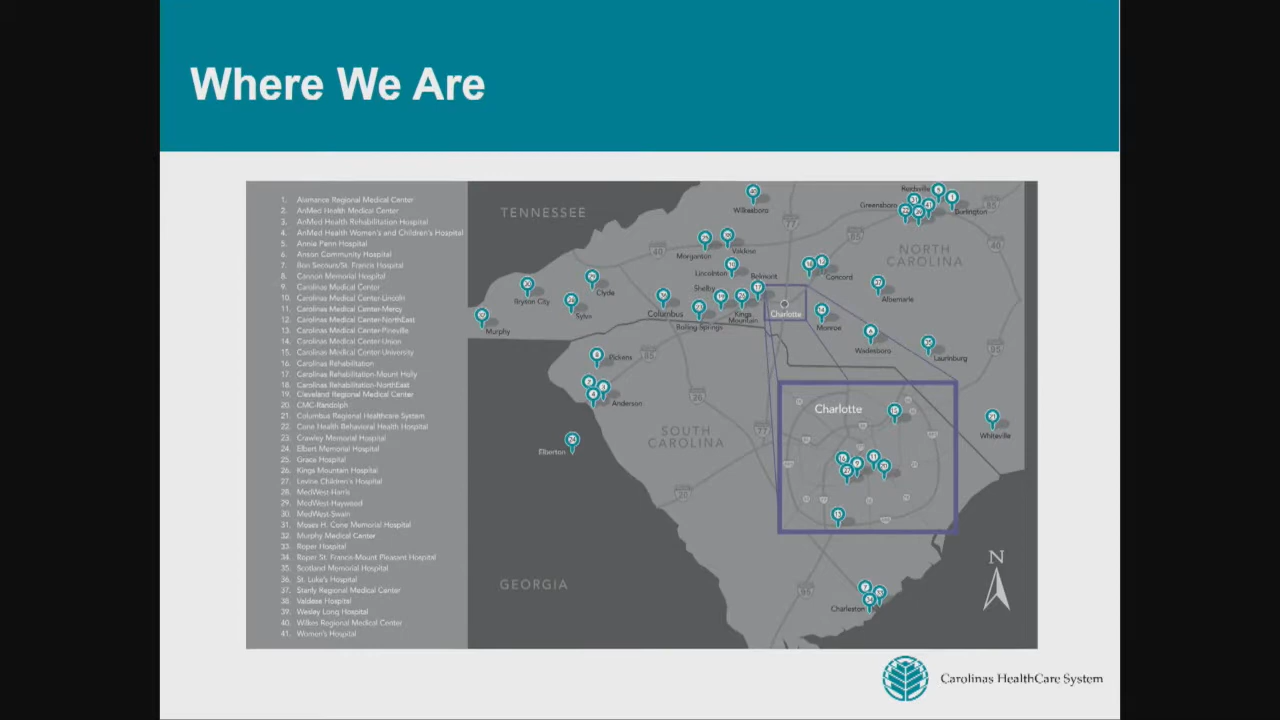 Where We Are
1. Alamance Regional Medical Center
2. AnMed Health Medical Center
3. AnMed Health Rehabilitation Hospital
4. AnMed Health Women's and Children's Hospital
5. Annie Penn Hospital
6. Anson Community Hospital
7. Bon Secours/St. Francis Hospital
8. Cannon Memorial Hospital
9. Carolinas Medical Center
10. Carolinas Medical Center-Lincoln
11. Carolinas Medical Center-Mercy
12. Carolinas Medical Center-NorthEast
13. Carolinas Medical Center-Pineville
14. Carolinas Medical Center-Union
15. Carolinas Medical Center-University
16. Carolinas Rehabilitation
17. Carolinas Rehabilitation-Mount Holly
18. Carolinas Rehabilitation-NorthEast
19. Cleveland Regional Medical Center
20. CMC-Randolph
21. Columbus Regional Healthcare System
22. Cone Health Behavioral Health Hospital
23. Crawley Memorial Hospital
24. Elbert Memorial Hospital
25. Grace Hospital
26. Kings Mountain Hospital
27. Levine Children's Hospital
28. MedWest-Harris
29. MedWest-Haywood
30. MedWest-Swain
31. Moses H. Cone Memorial Hospital
32. Murphy Medical Center
33. Roper Hospital
34. Roper St. Francis-Mount Pleasant Hospital
35. Scotland Memorial Hospital
36. St. Luke's Hospital
37. Stanly Regional Medical Center
38. Valdese Hospital
39. Wesley Long Hospital
40. Wilkes Regional Medical Center
41. Women's Hospital
TENNESSEE
Wilkesboro
Reidsville
Greensboro
Burlington
NORTH
CAROLINA
Morganton
Valdese
Lincolnton
Belmont
Concord
Shelby
Albemarle
Bryson City
Clyde
Sylva
Columbus
Kings
Mountain
Boiling Springs
Charlotte
Monroe
Murphy
Wadesboro
Laurinburg
Pickens
Anderson
Charlotte
SOUTH
CAROLINA
Whiteville
Elberton
GEORGIA
Charleston
N
Carolinas HealthCare System